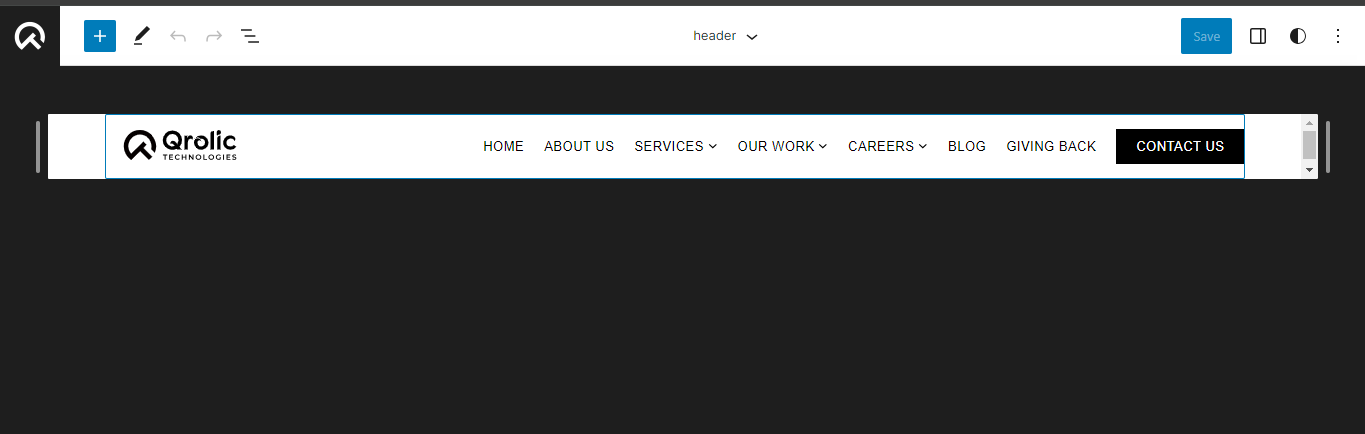 header
Save
Qrolic
TECHNOLOGIES
HOME ABOUT US SERVICES OUR WORK CAREERS BLOG GIVING BACK CONTACT US